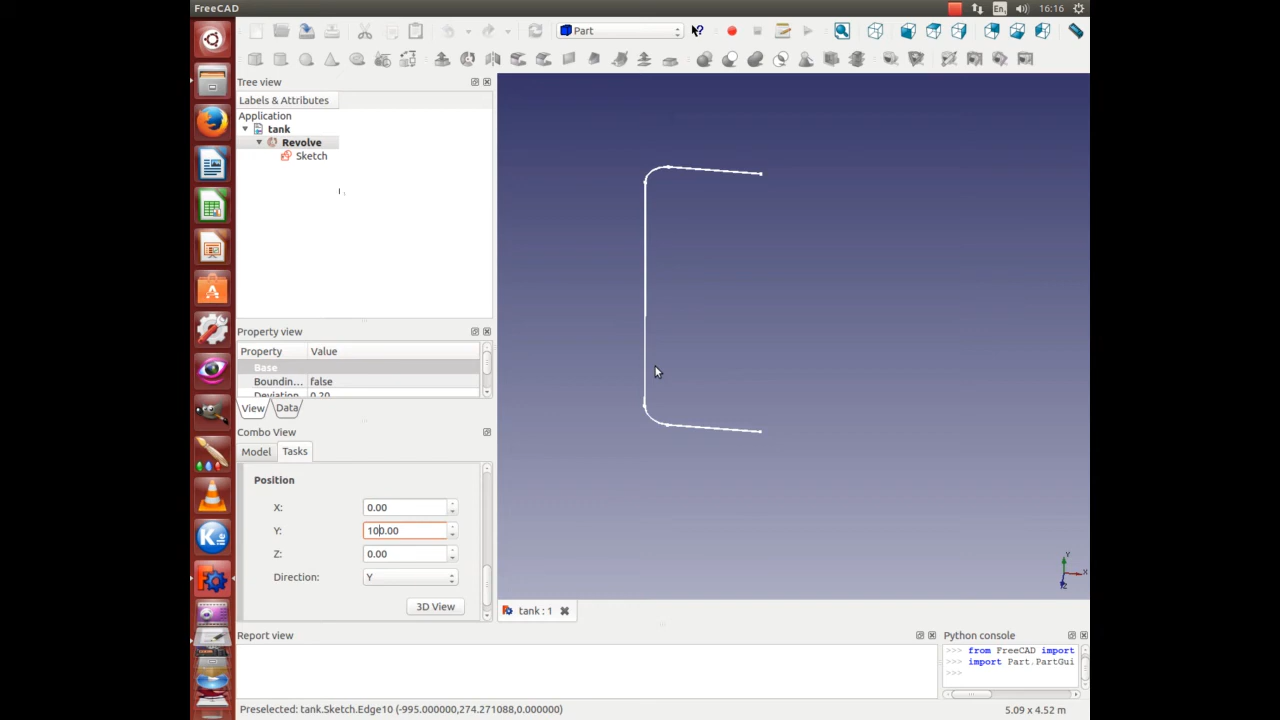 FreeCAD
En
16:16
Part
Tree view
Labels & Attributes
Application
tank
Revolve
Sketch
Property view
Property Value
Base
Boundin... false
Deviation 0.20
View Data
Combo View
Model Tasks
Position
X: 0.00
Y: 100.00
Z: 0.00
Direction: Y
3D View
Y
X
Z
tank : 1
Report view
Python console
>>> from FreeCAD import
>>> import Part,PartGui
>>>
Preselected: tank.Sketch.Edge10 (-995.000000,274.271088,0.000000)
5.09 x 4.52 m